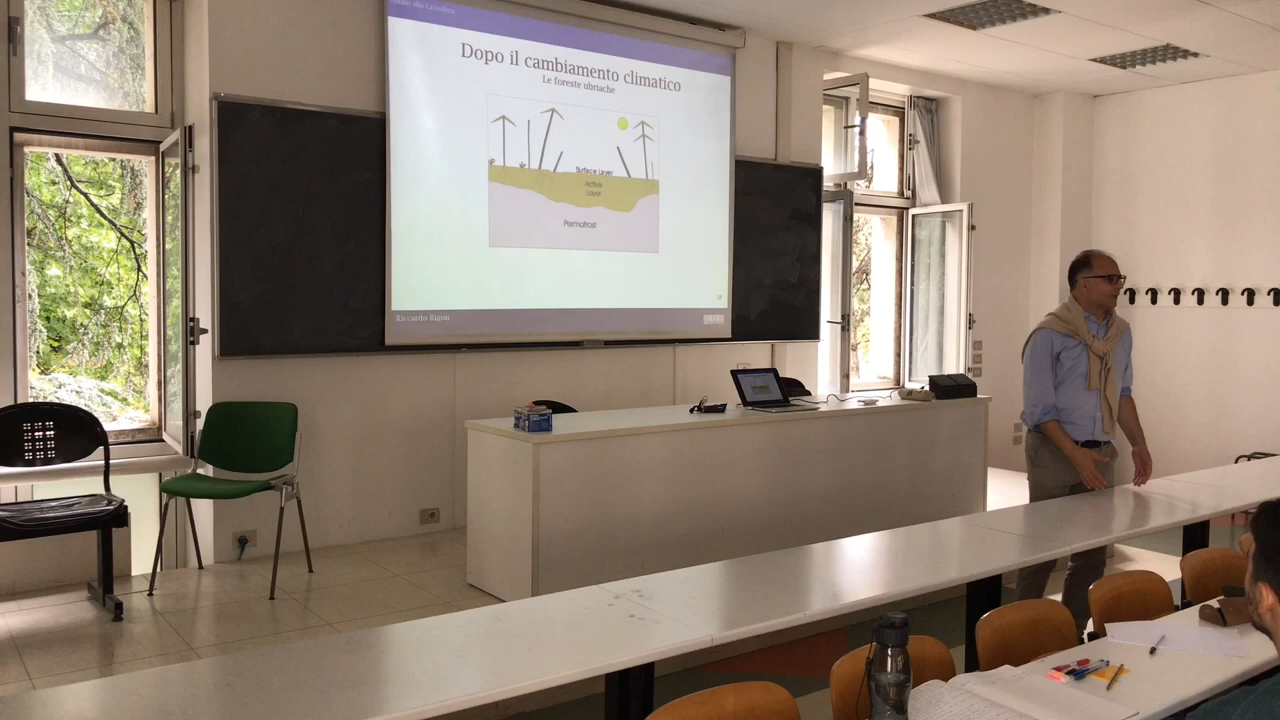 Dopo il cambiamento climatico
Le foreste ubriache
Surface Layer
Active
Layer
Permafrost
Riccardo Rigon